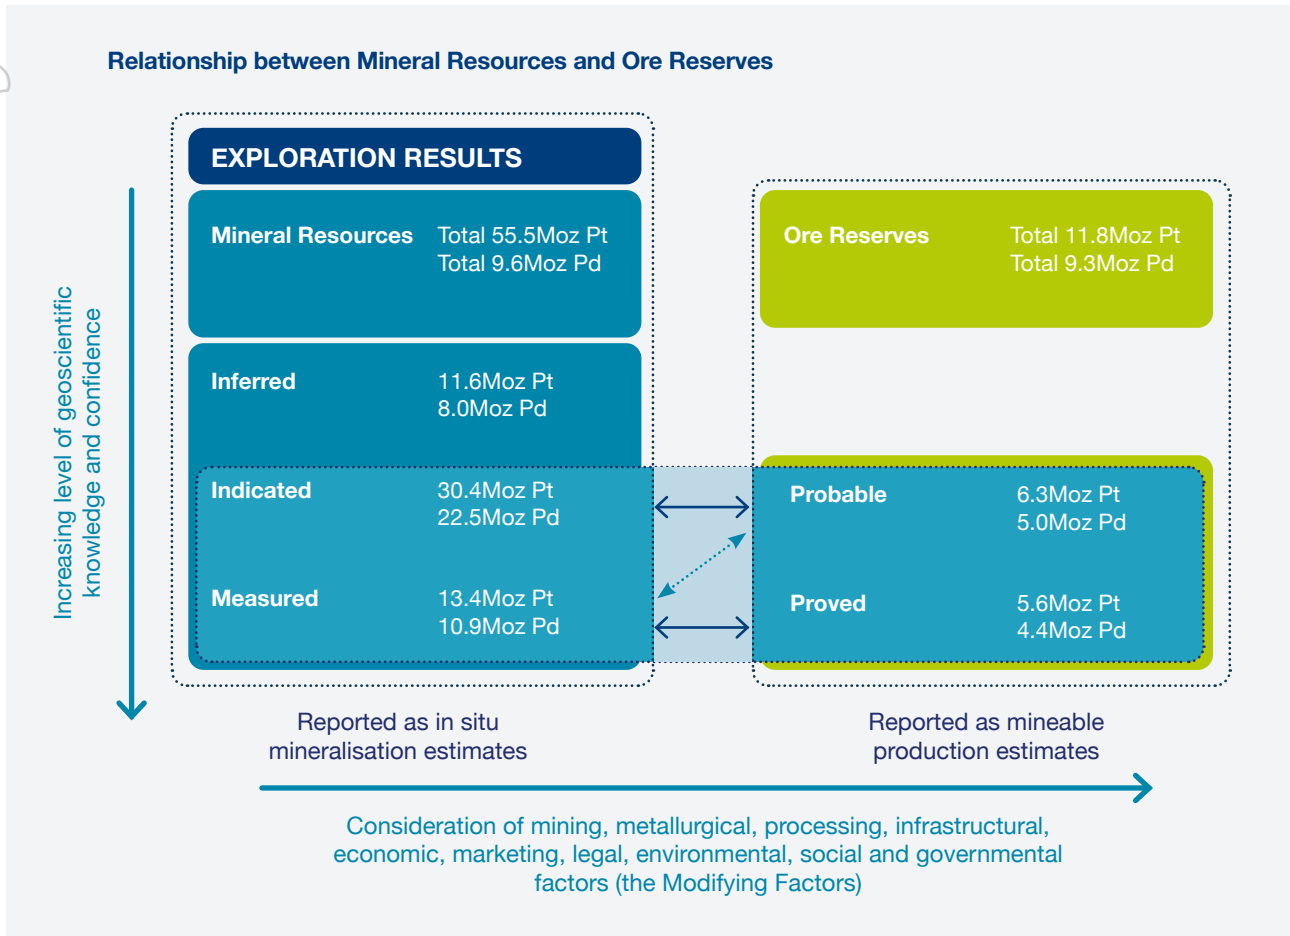 Relationship between Mineral Resources and Ore Reserves
EXPLORATION RESULTS
Mineral Resources Total 55.5Moz Pt
Total 9.6Moz Pd
Ore Reserves Total 11.8Moz Pt
Total 9.3Moz Pd
Increasing level of geoscientific
knowledge and confidence
Inferred 11.6Moz Pt
8.0Moz Pd
Indicated 30.4Moz Pt
22.5Moz Pd
Probable 6.3Moz Pt
5.0Moz Pd
Measured 13.4Moz Pt
10.9Moz Pd
Proved 5.6Moz Pt
4.4Moz Pd
Reported as in situ
mineralisation estimates
Reported as mineable
production estimates
Consideration of mining, metallurgical, processing, infrastructural,
economic, marketing, legal, environmental, social and governmental
factors (the Modifying Factors)